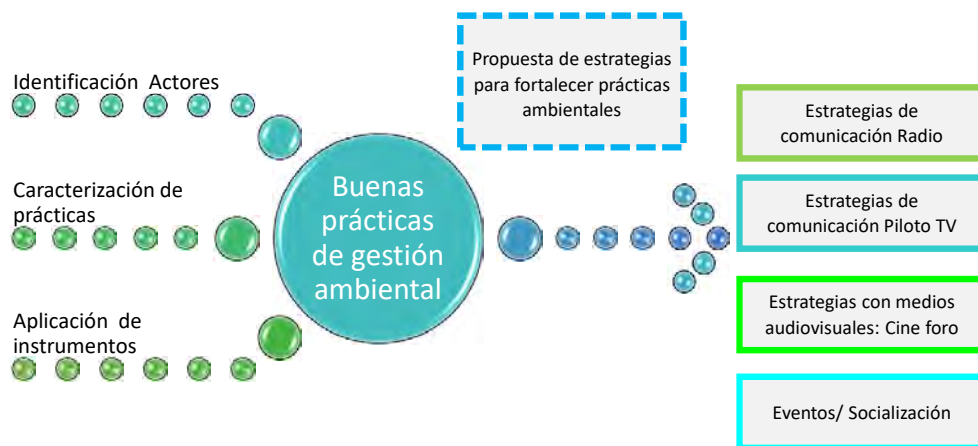 Identificación Actores
Caracterización de
prácticas
Aplicación de
instrumentos
Buenas
prácticas
de gestión
ambiental
Propuesta de estrategias
para fortalecer prácticas
ambientales
Estrategias de
comunicación Radio
Estrategias de
comunicación Piloto TV
Estrategias con medios
audiovisuales: Cine foro
Eventos/ Socialización